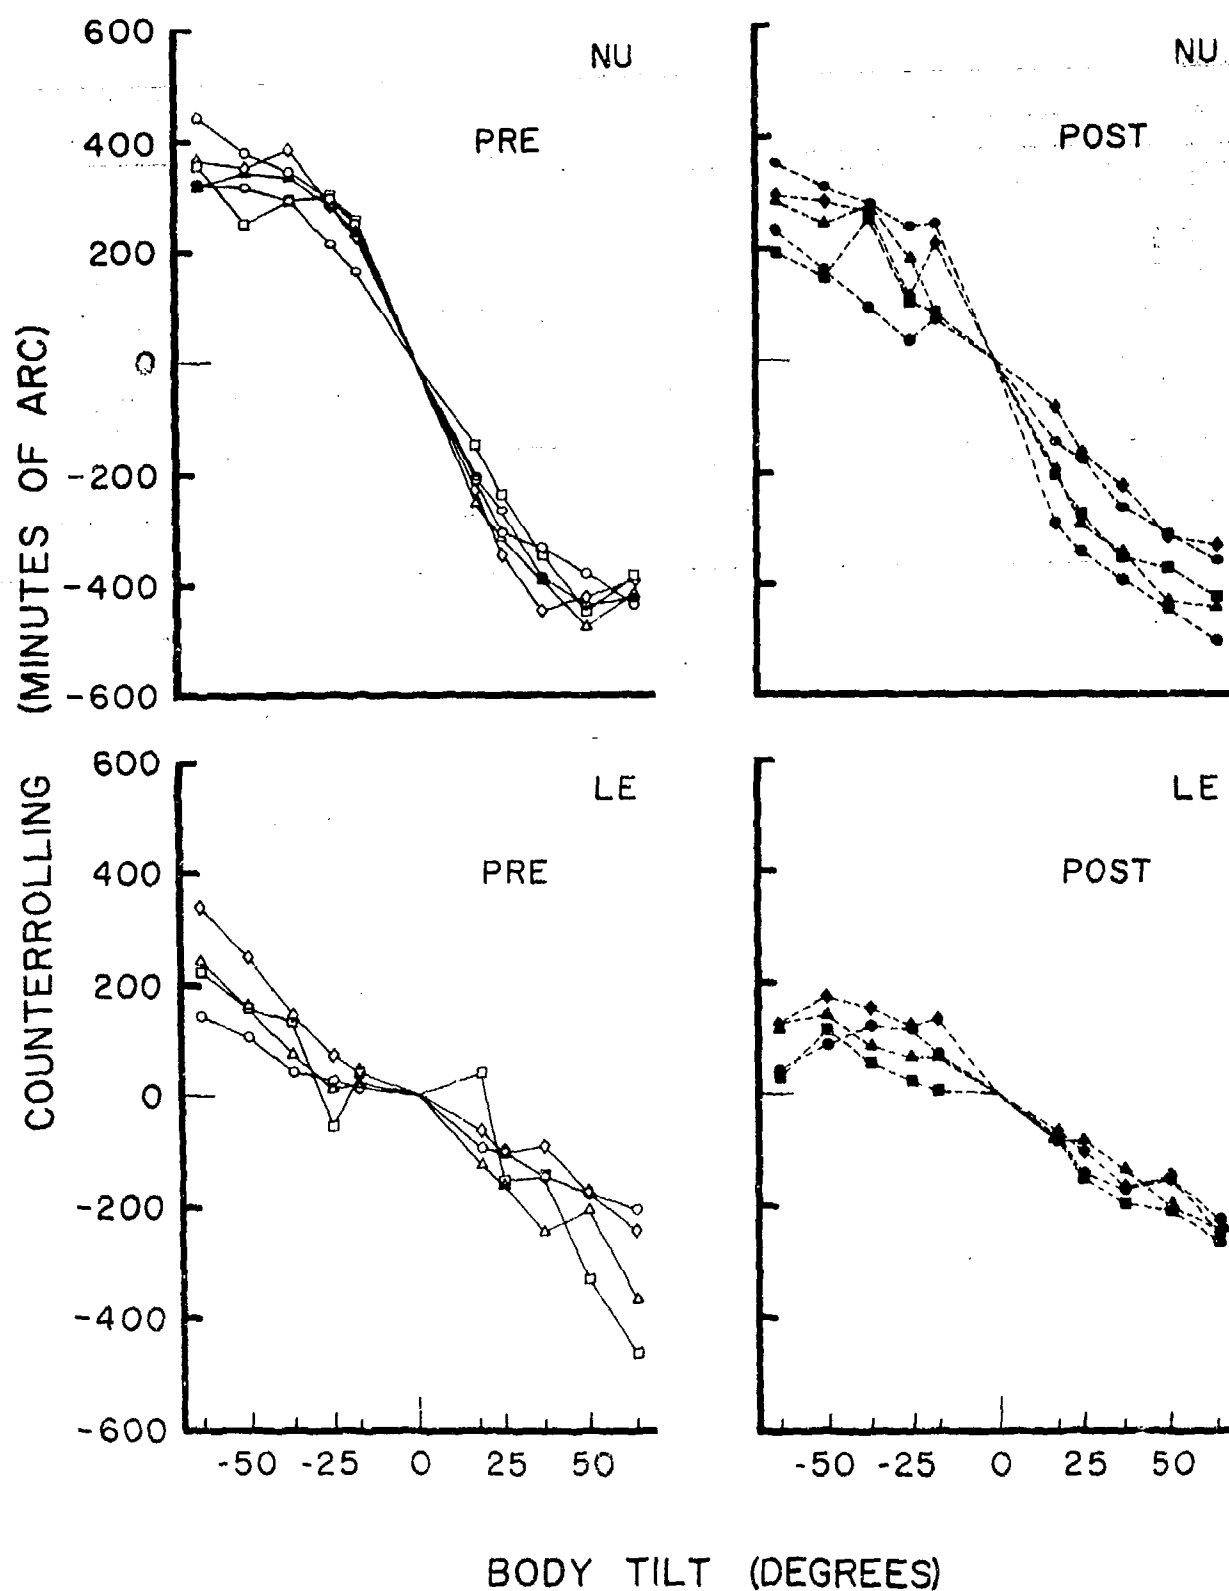 600
NU
NU
PRE
POST
400
200
0
-200
-400
-600
COUNTERROLLING (MINUTES OF ARC)
600
LE
LE
PRE
POST
400
200
0
-200
-400
-600
-50 -25 0 25 50
-50 -25 0 25 50
BODY TILT (DEGREES)